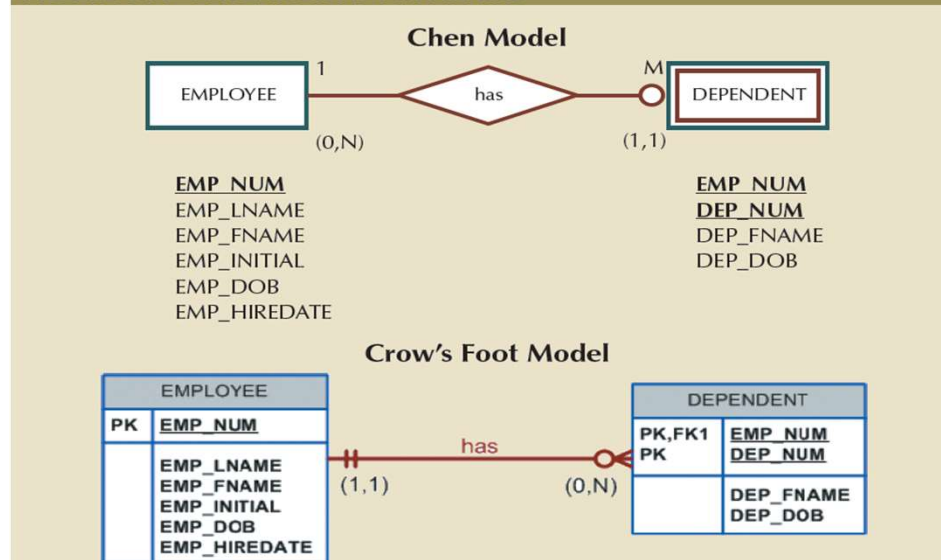 Chen Model
1
M
EMPLOYEE
has
DEPENDENT
(0,N)
(1,1)
EMP_NUM
EMP_LNAME
EMP_FNAME
EMP_INITIAL
EMP_DOB
EMP_HIREDATE
EMP_NUM
DEP_NUM
DEP_FNAME
DEP_DOB
Crow's Foot Model
EMPLOYEE
PK EMP_NUM
EMP_LNAME
EMP_FNAME
EMP_INITIAL
EMP_DOB
EMP_HIREDATE
has
(1,1)
(0,N)
DEPENDENT
PK,FK1 EMP_NUM
PK DEP_NUM
DEP_FNAME
DEP_DOB